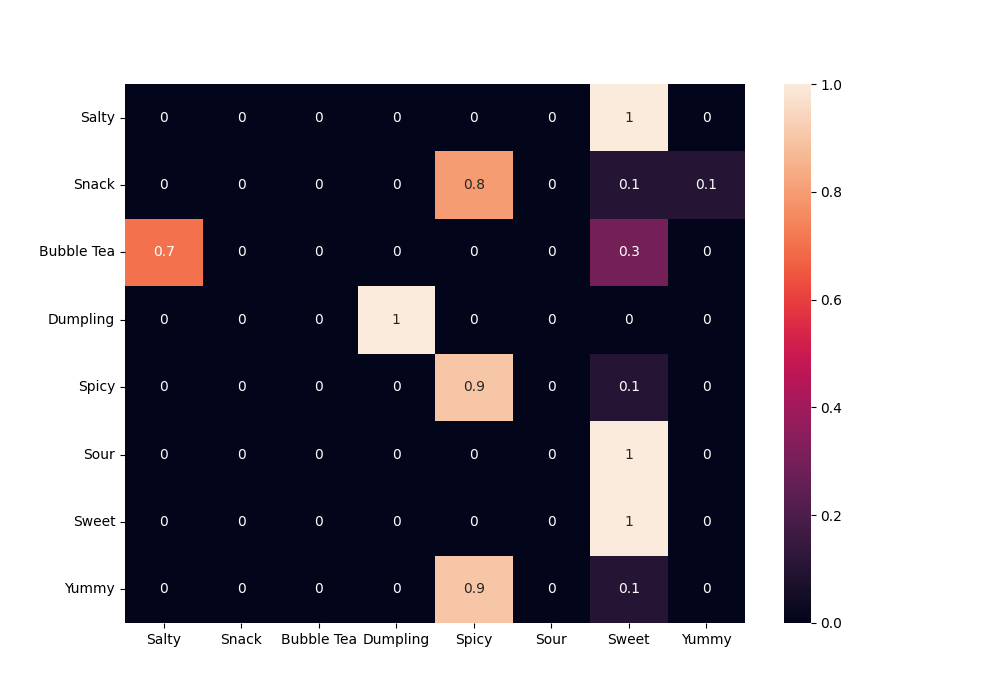 Salty 0 0 0 0 0 0 1 0
Snack 0 0 0 0 0.8 0 0.1 0.1
Bubble Tea 0.7 0 0 0 0 0 0.3 0
Dumpling 0 0 0 1 0 0 0 0
Spicy 0 0 0 0 0.9 0 0.1 0
Sour 0 0 0 0 0 0 1 0
Sweet 0 0 0 0 0 0 1 0
Yummy 0 0 0 0 0.9 0 0.1 0
Salty Snack Bubble Tea Dumpling Spicy Sour Sweet Yummy
1.0
0.8
0.6
0.4
0.2
0.0